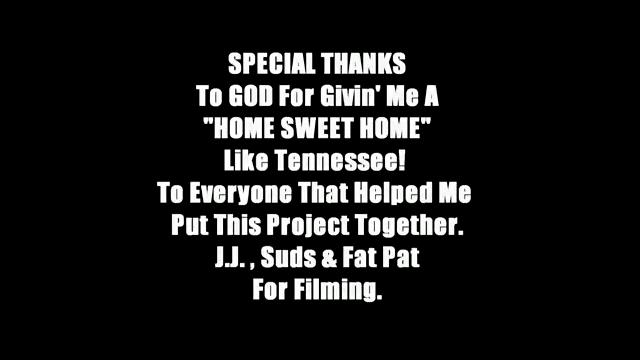 SPECIAL THANKS
To GOD For Givin' Me A
"HOME SWEET HOME"
Like Tennessee!
To Everyone That Helped Me
Put This Project Together.
J.J. , Suds & Fat Pat
For Filming.